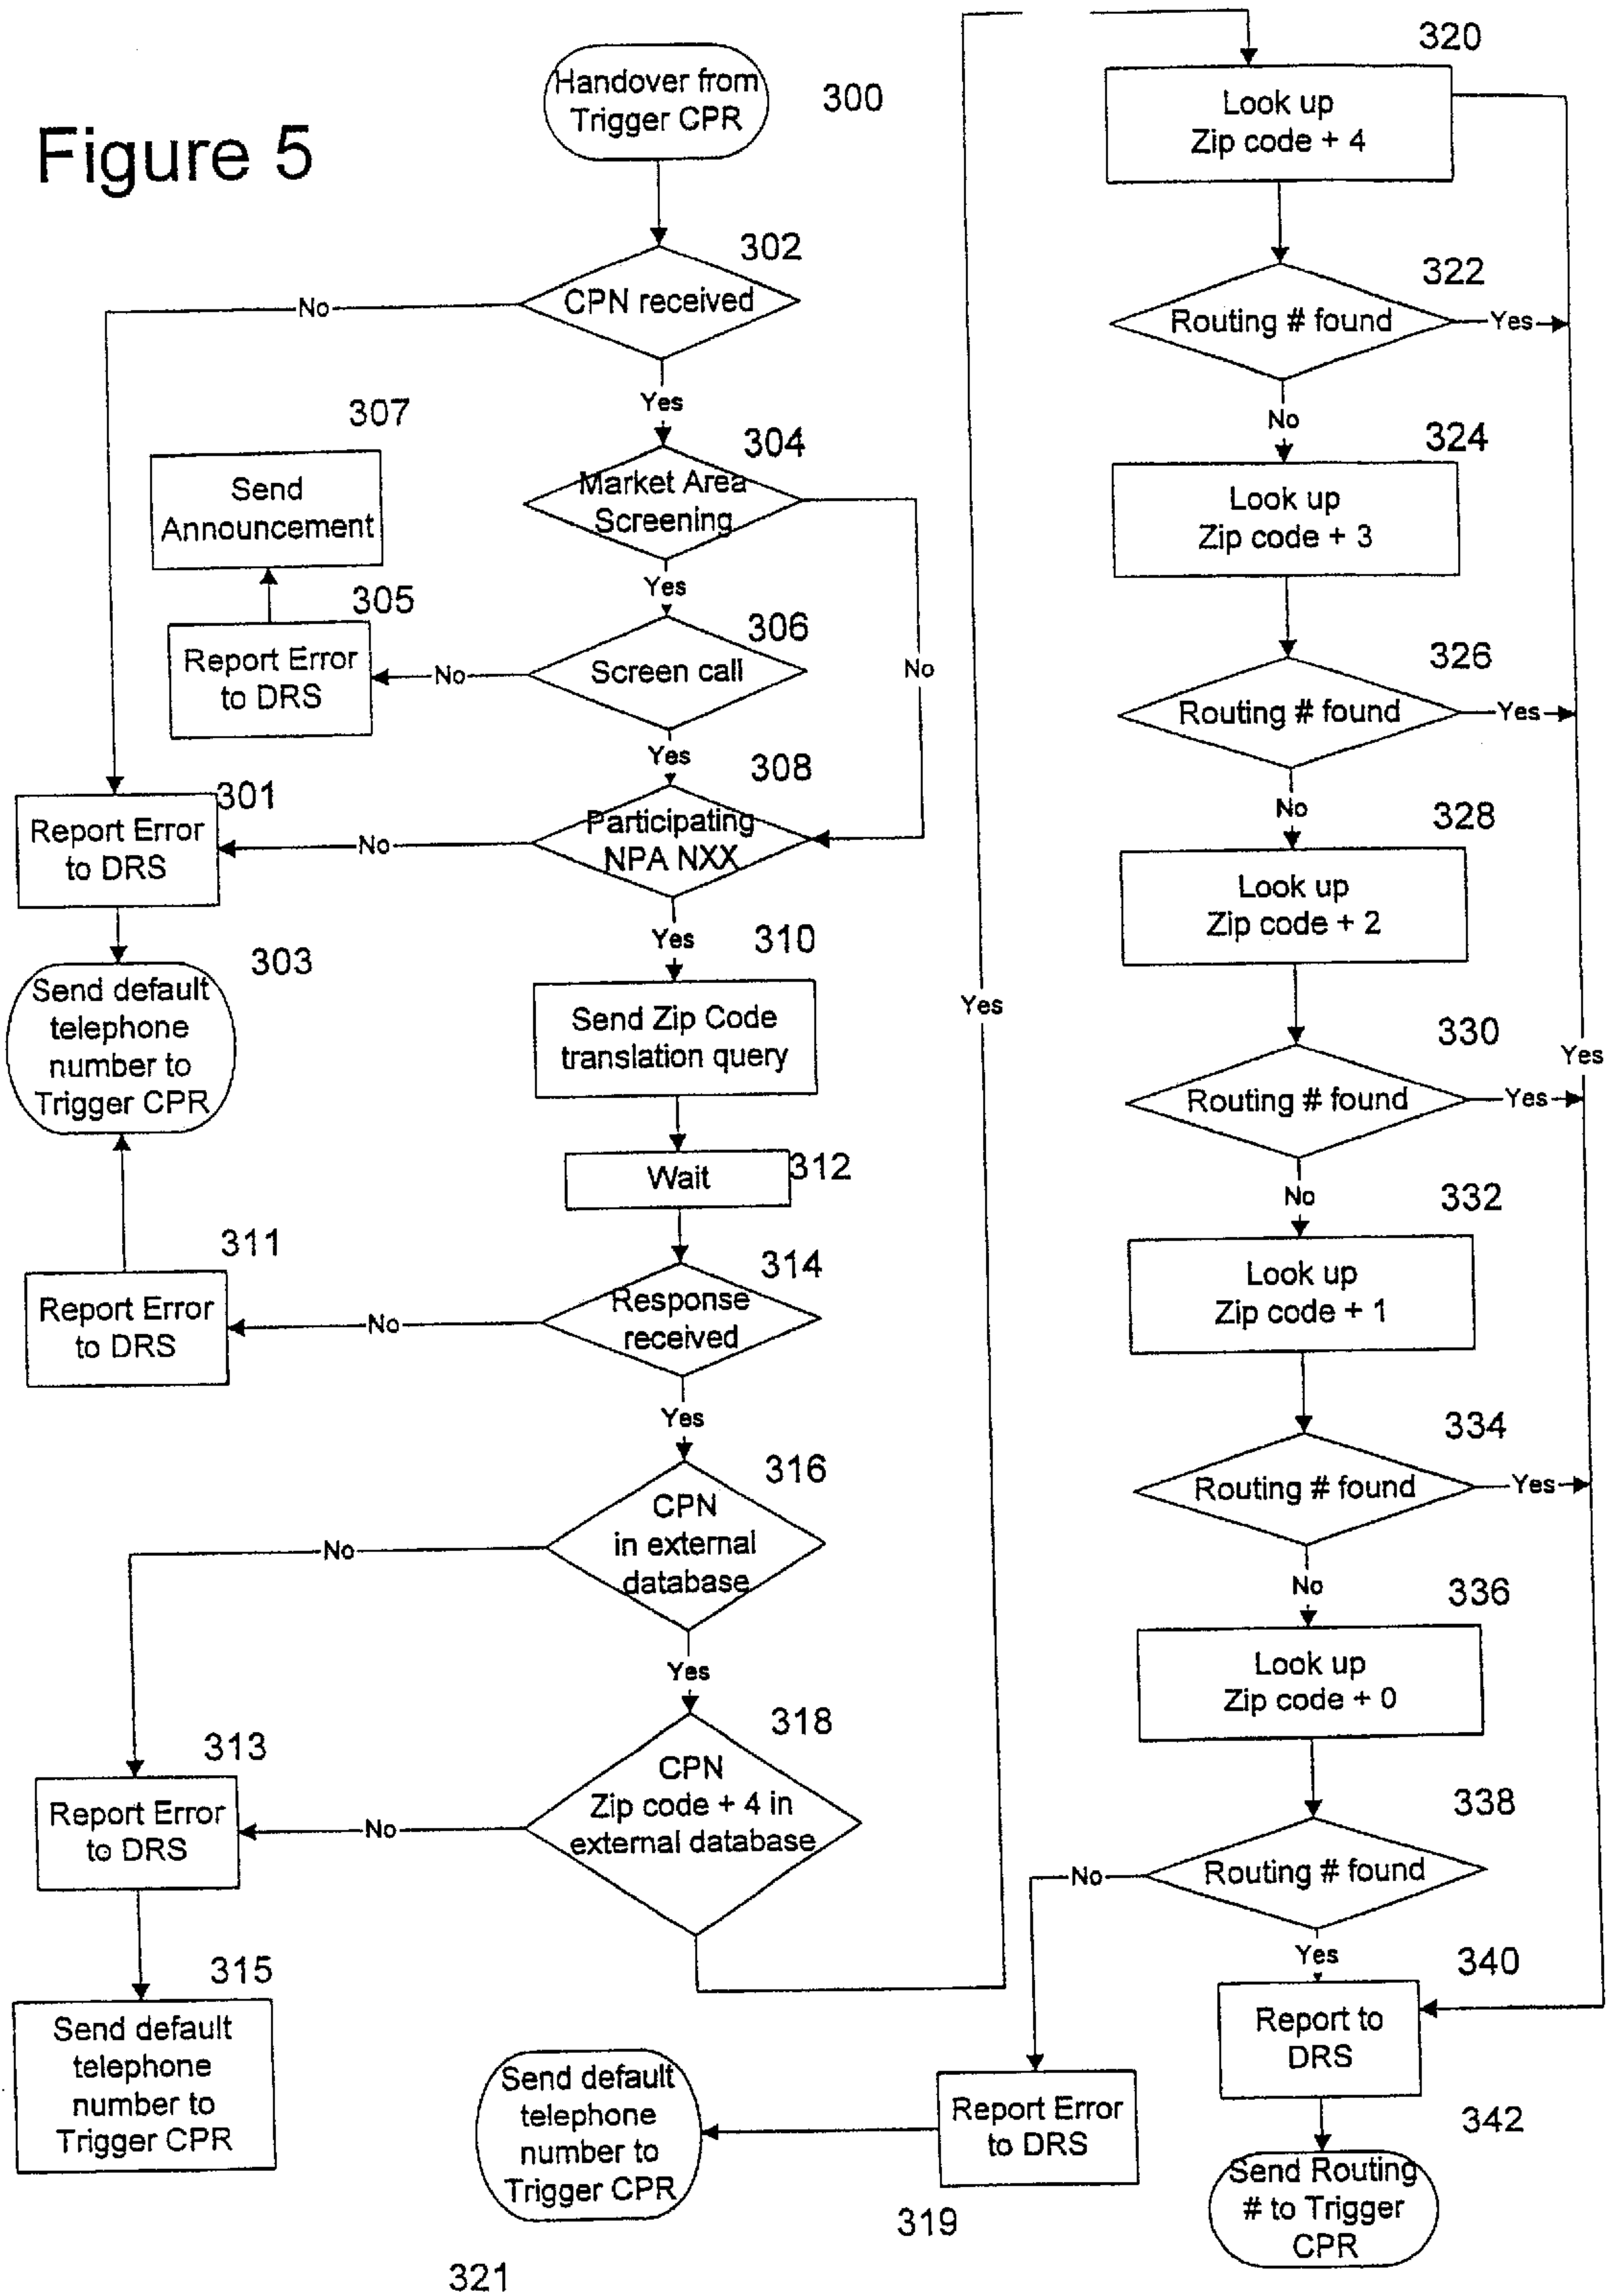 Figure 5
Handover from
Trigger CPR
300
302
CPN received
No
Yes
304
Market Area
Screening
No
Yes
306
Screen call
No
305
Report Error
to DRS
307
Send
Announcement
Yes
308
Participating
NPA NXX
No
301
Report Error
to DRS
303
Send default
telephone
number to
Trigger CPR
Yes
310
Send Zip Code
translation query
Wait
312
314
Response
received
No
311
Report Error
to DRS
Yes
316
CPN
in external
database
No
Yes
318
CPN
Zip code + 4 in
external database
No
313
Report Error
to DRS
315
Send default
telephone
number to
Trigger CPR
Yes
320
Look up
Zip code + 4
322
Routing # found
Yes
No
324
Look up
Zip code + 3
326
Routing # found
Yes
No
328
Look up
Zip code + 2
330
Routing # found
Yes
Yes
No
332
Look up
Zip code + 1
334
Routing # found
Yes
No
336
Look up
Zip code + 0
338
Routing # found
No
Yes
340
Report to
DRS
342
Send Routing
# to Trigger
CPR
Report Error
to DRS
319
Send default
telephone
number to
Trigger CPR
321